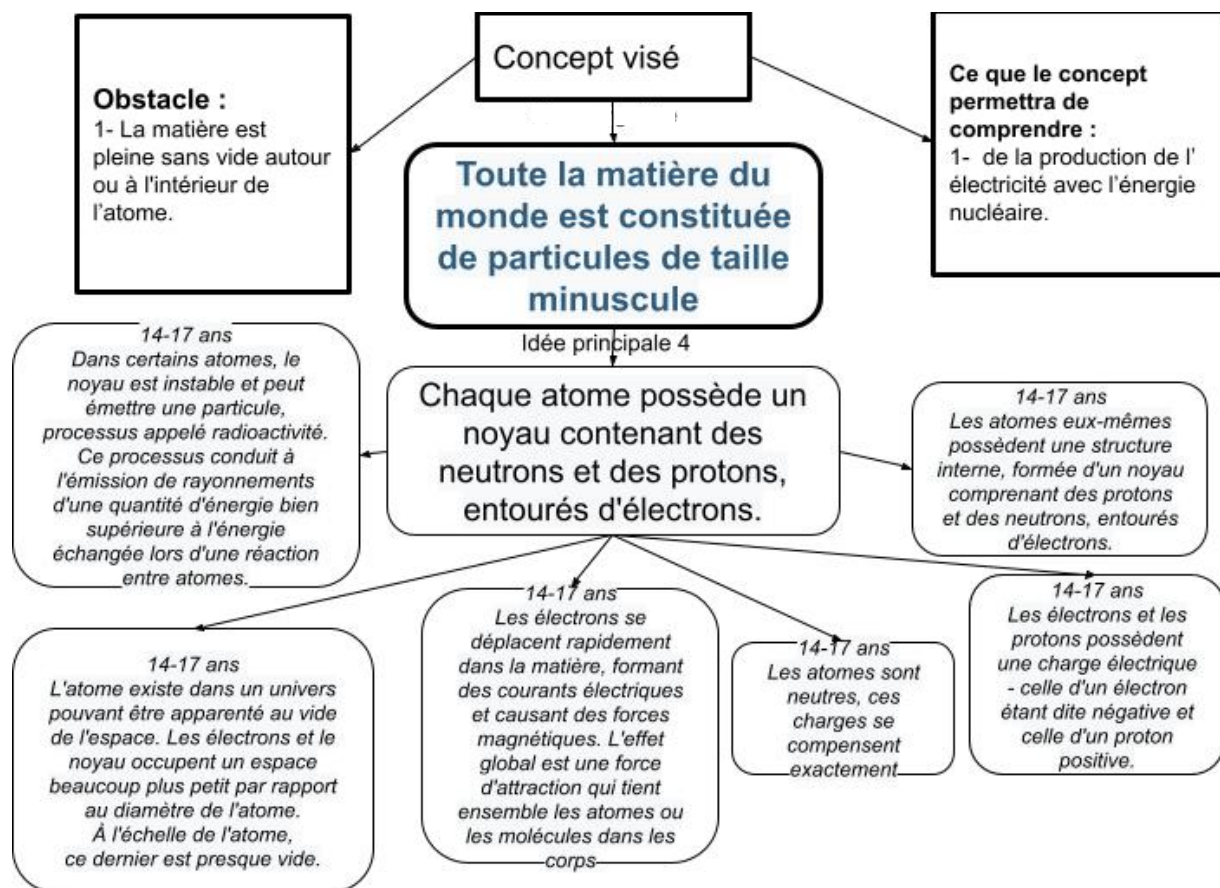 Concept visé
Obstacle :
1- La matière est
pleine sans vide autour
ou à l'intérieur de
l'atome.
Ce que le concept
permettra de
comprendre :
1-  de la production de l'
électricité avec l'énergie
nucléaire.
Toute la matière du
monde est constituée
de particules de taille
minuscule
Idée principale 4
Chaque atome possède un
noyau contenant des
neutrons et des protons,
entourés d'électrons.
14-17 ans
Dans certains atomes, le
noyau est instable et peut
émettre une particule,
processus appelé radioactivité.
Ce processus conduit à
l'émission de rayonnements
d'une quantité d'énergie bien
supérieure à l'énergie
échangée lors d'une réaction
entre atomes.
14-17 ans
Les atomes eux-mêmes
possèdent une structure
interne, formée d'un noyau
comprenant des protons
et des neutrons, entourés
d'électrons.
14-17 ans
L'atome existe dans un univers
pouvant être apparenté au vide
de l'espace. Les électrons et le
noyau occupent un espace
beaucoup plus petit par rapport
au diamètre de l'atome.
À l'échelle de l'atome,
ce dernier est presque vide.
14-17 ans
Les électrons se
déplacent rapidement
dans la matière, formant
des courants électriques
et causant des forces
magnétiques. L'effet
global est une force
d'attraction qui tient
ensemble les atomes ou
les molécules dans les
corps
14-17 ans
Les atomes sont
neutres, ces charges se
compensent
exactement
14-17 ans
Les électrons et les
protons possèdent
une charge électrique
- celle d'un électron
étant dite négative et
celle d'un proton
positive.